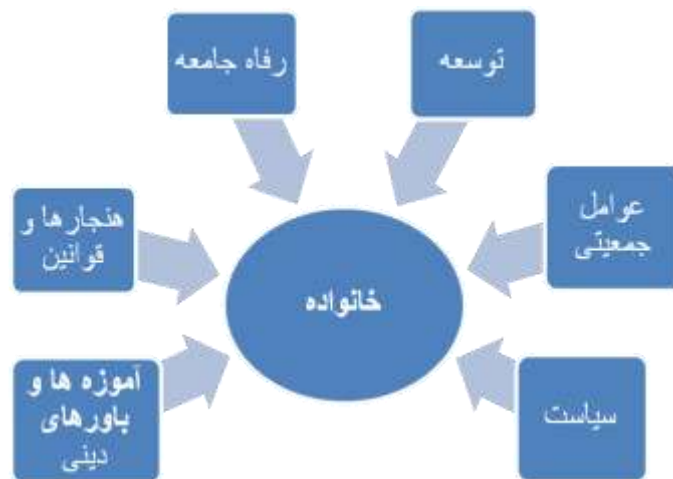 توسعه
رفاه جامعه
عوامل
جمعیتی
هنجارها و
قوانین
خانواده
سیاست
آموزه ها و
باورهای
دینی